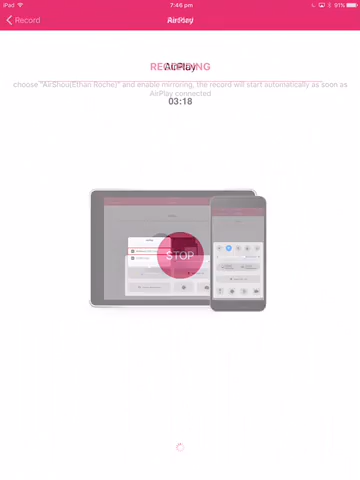 iPad
7:46 pm
91%
Record
AirPlay
RECORDING
AirPlay
choose "AirShou(Ethan Roche)" and enable mirroring, the record will start automatically as soon as
AirPlay connected
03:18
STOP